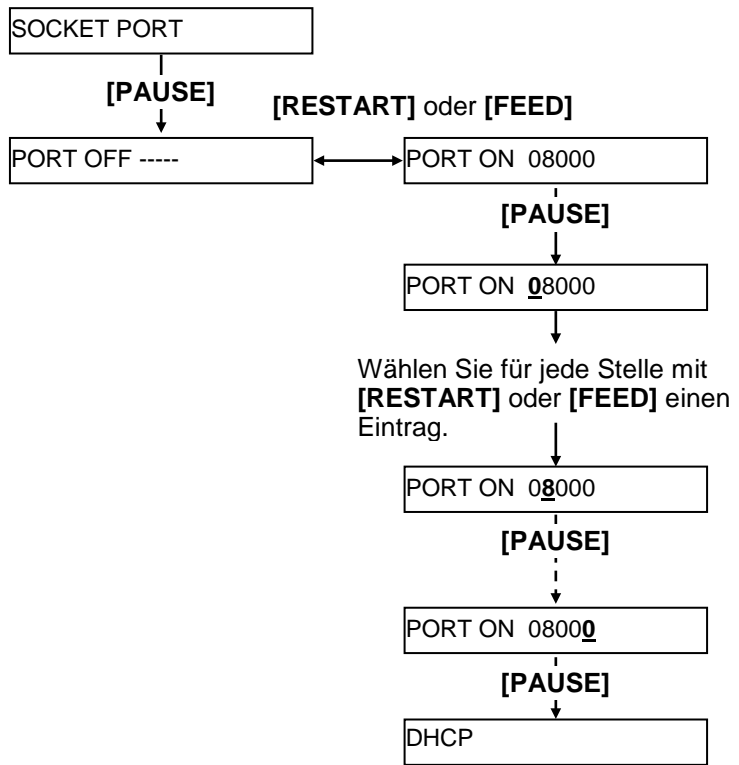 SOCKET PORT
[PAUSE]
[RESTART] oder [FEED]
PORT OFF -----
PORT ON 08000
[PAUSE]
PORT ON 08000
Wählen Sie für jede Stelle mit
[RESTART] oder [FEED] einen
Eintrag.
PORT ON 08000
[PAUSE]
PORT ON 08000
[PAUSE]
DHCP